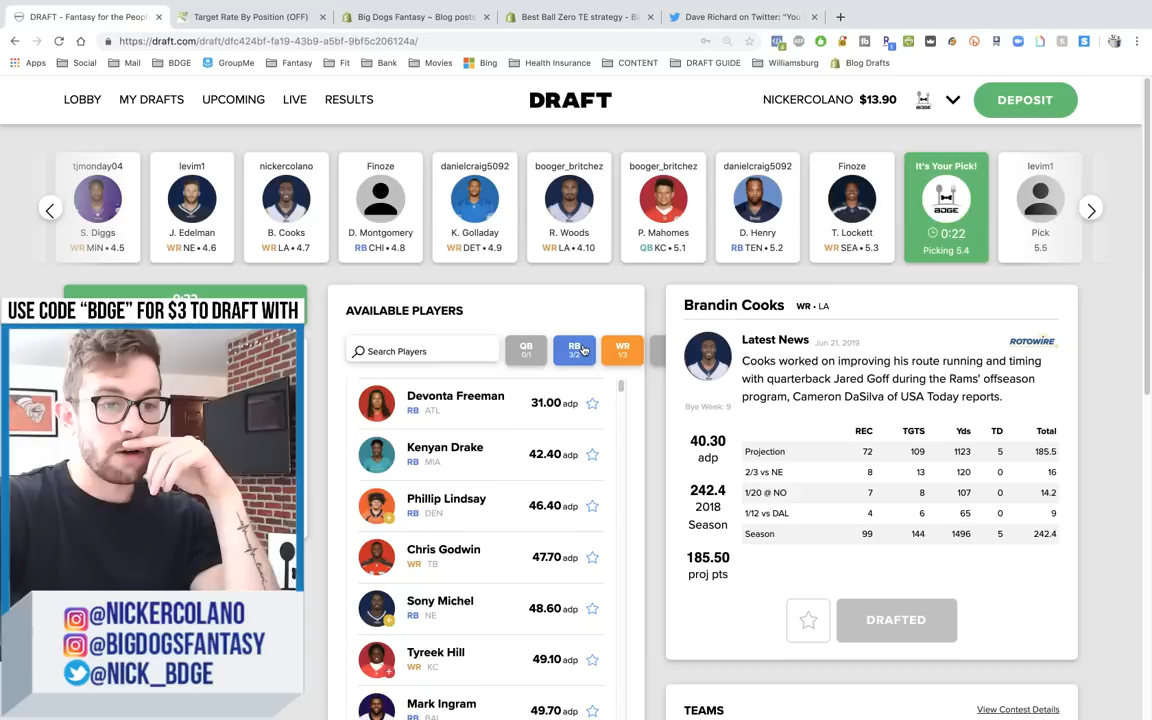 DRAFT - Fantasy for the Peopl
Target Rate By Position (OFF)
Big Dogs Fantasy ~ Blog posts
Best Ball Zero TE strategy - Bi
Dave Richard on Twitter: "You
https://draft.com/draft/dfc424bf-fa19-43b9-a5bf-9bf5c206124a/
Apps Social Mail BDGE GroupMe Fantasy Fit Bank Movies Bing Health Insurance CONTENT DRAFT GUIDE Williamsburg Blog Drafts
LOBBY MY DRAFTS UPCOMING LIVE RESULTS DRAFT NICKERCOLANO $13.90 DEPOSIT
tjmonday04
S. Diggs
WR MIN • 4.5
levim1
J. Edelman
WR NE • 4.6
nickercolano
B. Cooks
WR LA • 4.7
Finoze
D. Montgomery
RB CHI • 4.8
danielcraig5092
K. Golladay
WR DET • 4.9
booger_britchez
R. Woods
WR LA • 4.10
booger_britchez
P. Mahomes
QB KC • 5.1
danielcraig5092
D. Henry
RB TEN • 5.2
Finoze
T. Lockett
WR SEA • 5.3
It's Your Pick!
BDGE
0:22
Picking 5.4
levim1
Pick
5.5
USE CODE "BDGE" FOR $3 TO DRAFT WITH
@NICKERCOLANO
@BIGDOGSFANTASY
@NICK_BDGE
AVAILABLE PLAYERS
Search Players
QB
0/1
RB
3/2
WR
1/3
Devonta Freeman
RB ATL
31.00 adp
Kenyan Drake
RB MIA
42.40 adp
Phillip Lindsay
RB DEN
46.40 adp
Chris Godwin
WR TB
47.70 adp
Sony Michel
RB NE
48.60 adp
Tyreek Hill
WR KC
49.10 adp
Mark Ingram
RB BAL
49.70 adp
Brandin Cooks WR - LA
Latest News Jun 21, 2019
ROTOWIRE
Cooks worked on improving his route running and timing
with quarterback Jared Goff during the Rams' offseason
program, Cameron DaSilva of USA Today reports.
Bye Week: 9
40.30
adp
242.4
2018
Season
185.50
proj pts
REC TGTS Yds TD Total
Projection 72 109 1123 5 185.5
2/3 vs NE 8 13 120 0 16
1/20 @ NO 7 8 107 0 14.2
1/12 vs DAL 4 6 65 0 9
Season 99 144 1496 5 242.4
DRAFTED
TEAMS
View Contest Details